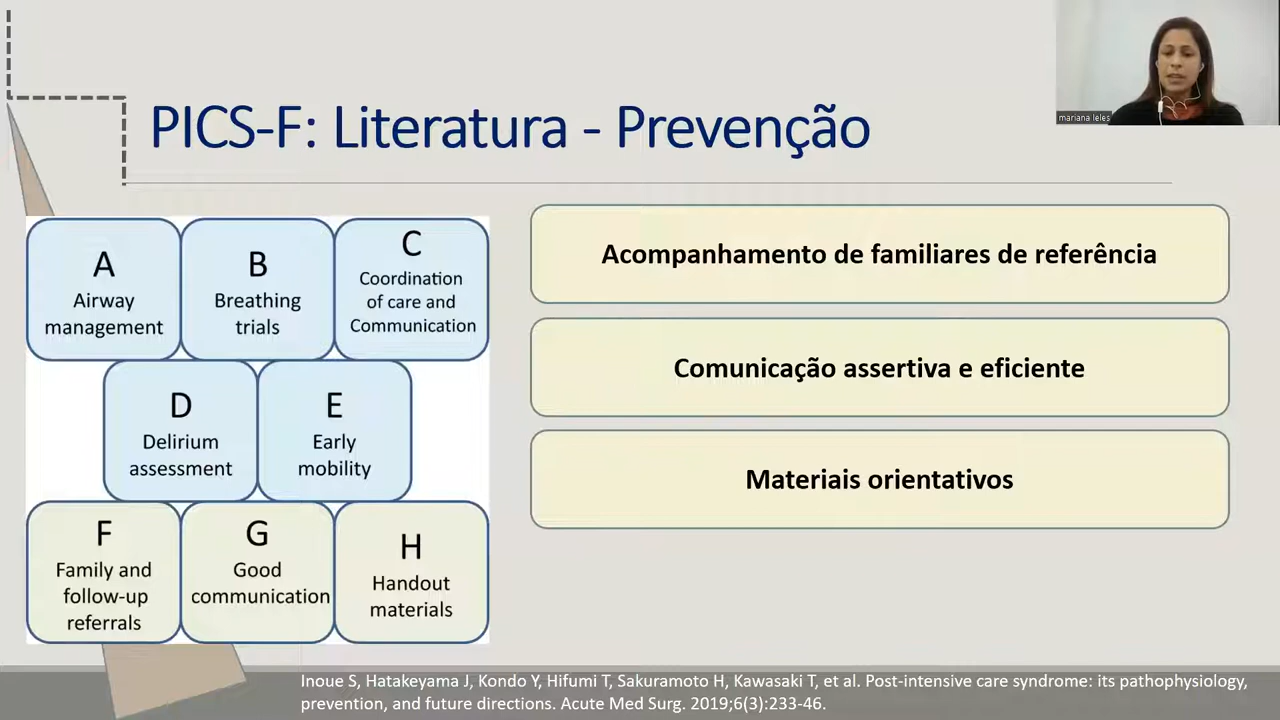 mariana leles
PICS-F: Literatura - Prevenção
A
Airway
management
B
Breathing
trials
C
Coordination
of care and
Communication
D
Delirium
assessment
E
Early
mobility
F
Family and
follow-up
referrals
G
Good
communication
H
Handout
materials
Acompanhamento de familiares de referência
Comunicação assertiva e eficiente
Materiais orientativos
Inoue S, Hatakeyama J, Kondo Y, Hifumi T, Sakuramoto H, Kawasaki T, et al. Post-intensive care syndrome: its pathophysiology,
prevention, and future directions. Acute Med Surg. 2019;6(3):233-46.